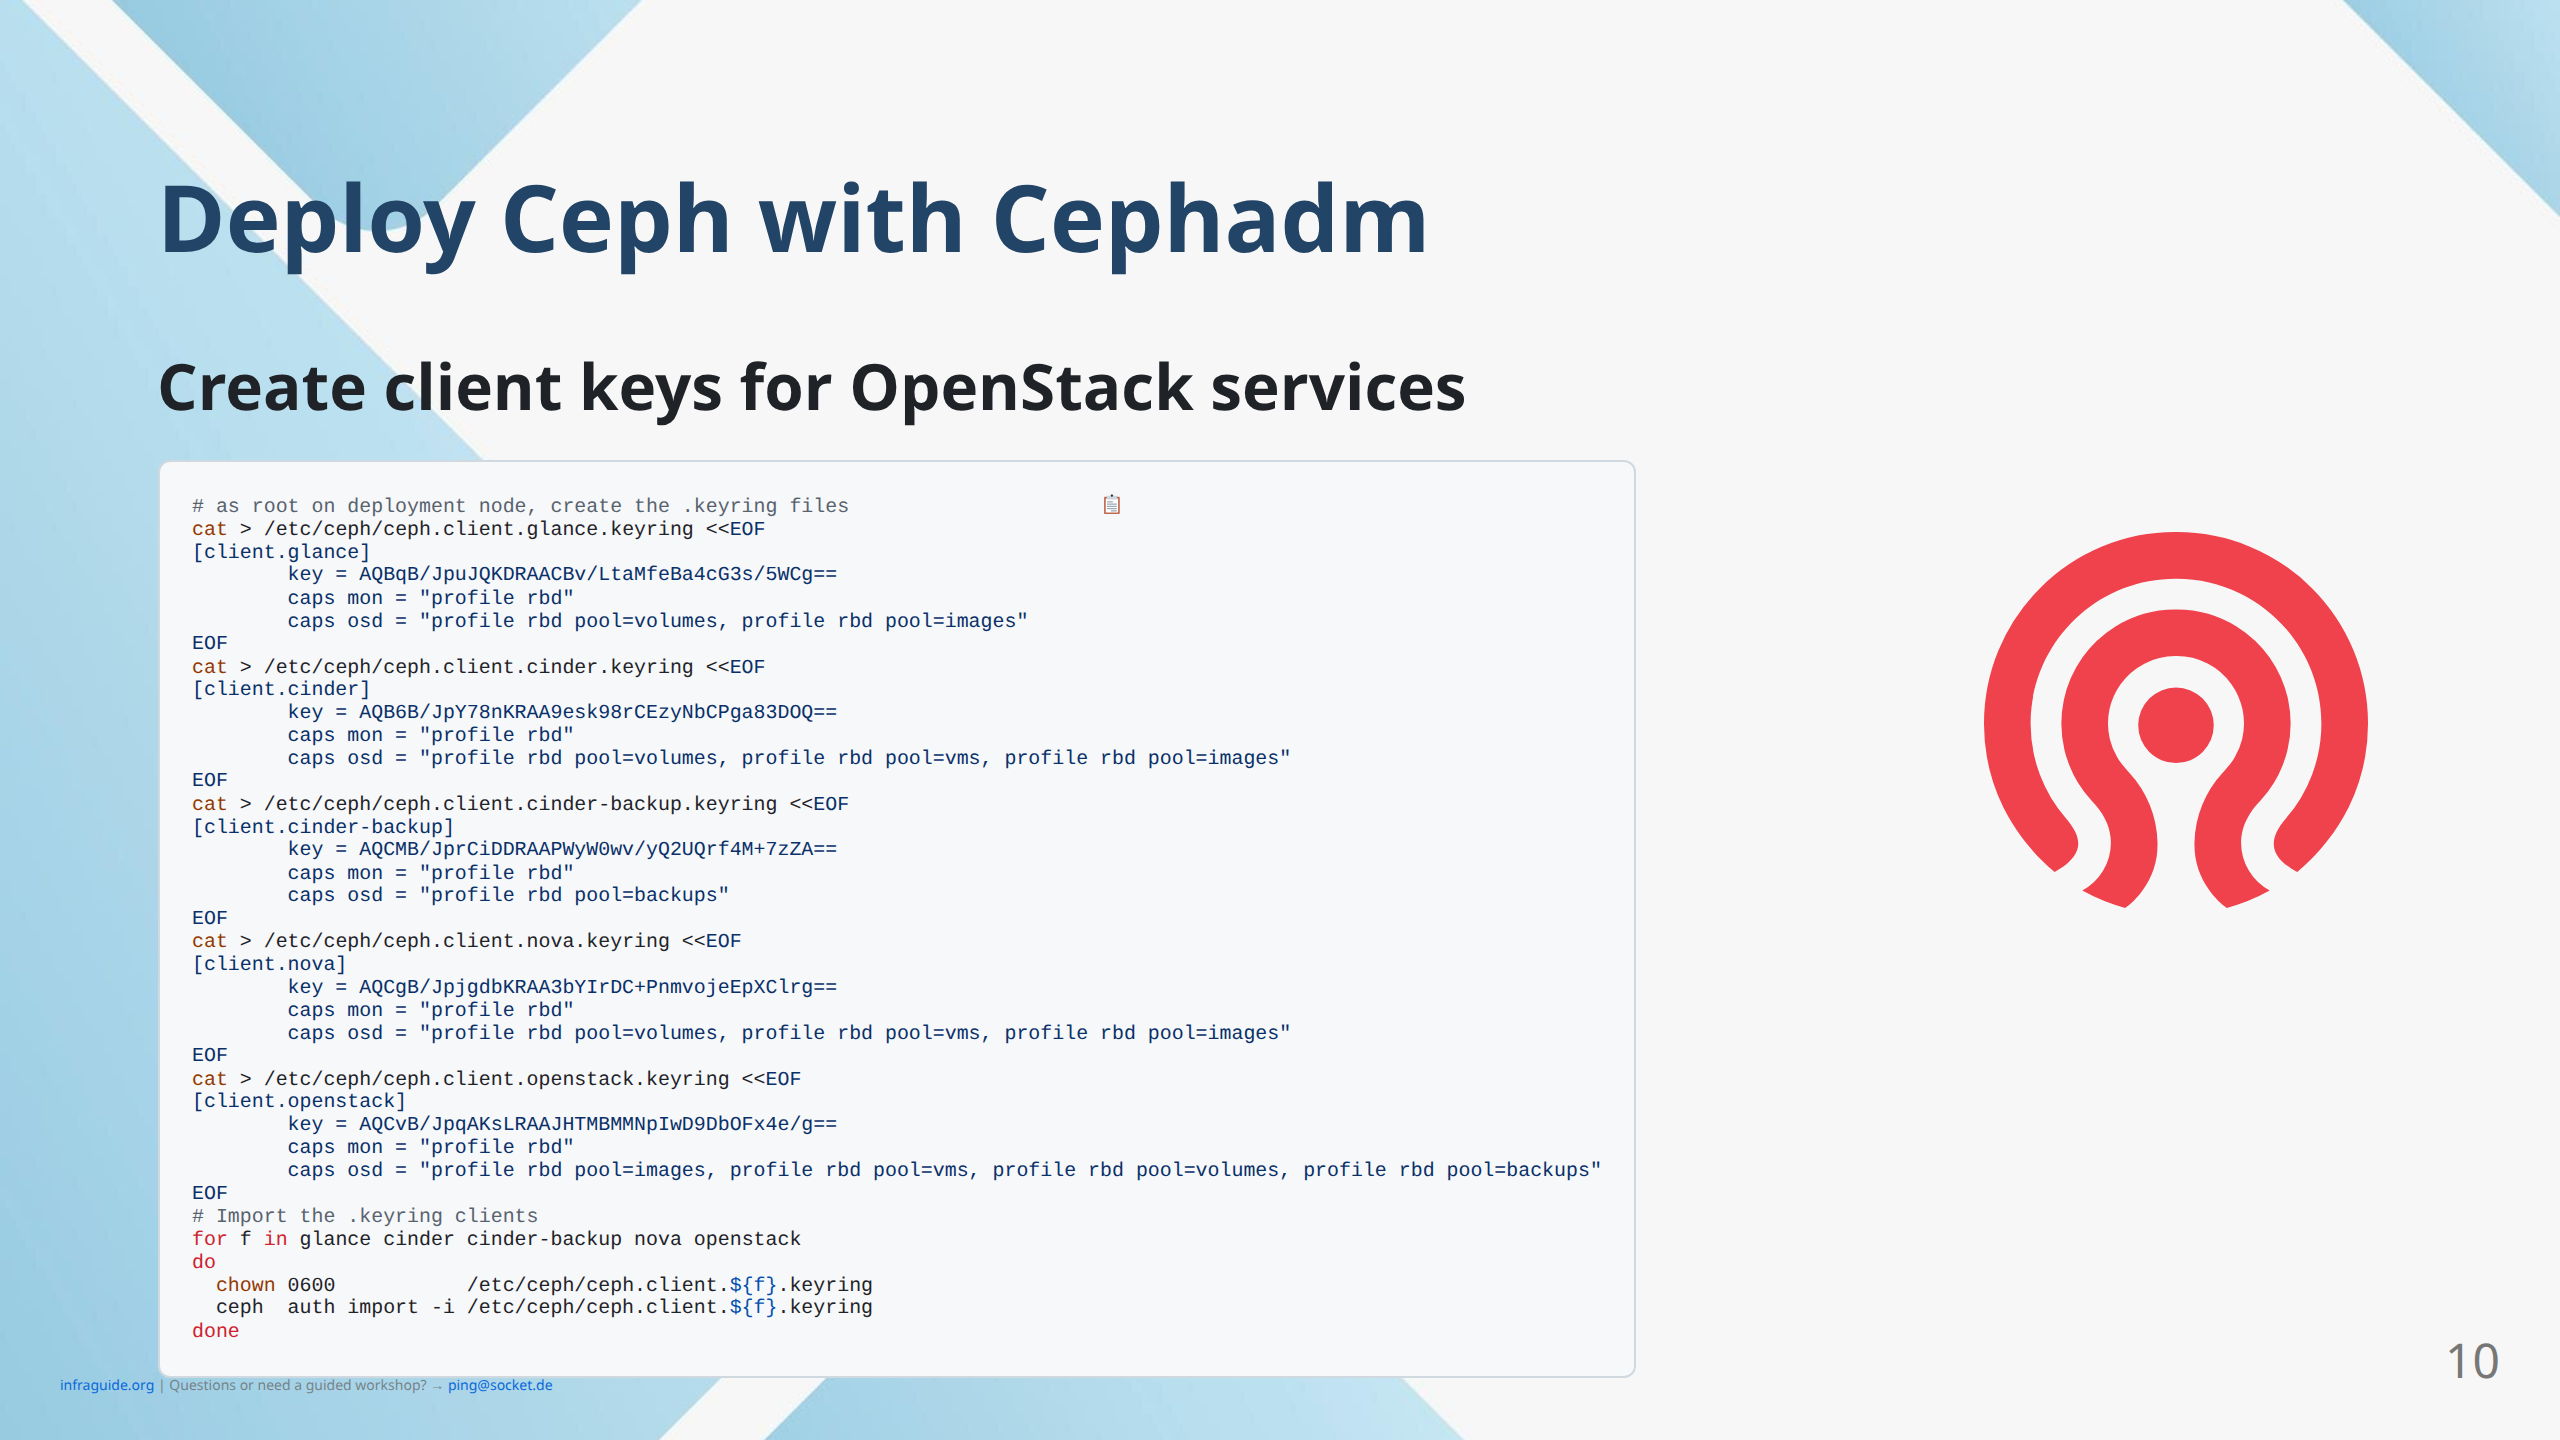 Deploy Ceph with Cephadm
Create client keys for OpenStack services
# as root on deployment node, create the .keyring files
cat > /etc/ceph/ceph.client.glance.keyring <<EOF
[client.glance]
        key = AQBqB/JpuJQKDRAACBv/LtaMfeBa4cG3s/5WCg==
        caps mon = "profile rbd"
        caps osd = "profile rbd pool=volumes, profile rbd pool=images"
EOF
cat > /etc/ceph/ceph.client.cinder.keyring <<EOF
[client.cinder]
        key = AQB6B/JpY78nKRAA9esk98rCEzyNbCPga83DOQ==
        caps mon = "profile rbd"
        caps osd = "profile rbd pool=volumes, profile rbd pool=vms, profile rbd pool=images"
EOF
cat > /etc/ceph/ceph.client.cinder-backup.keyring <<EOF
[client.cinder-backup]
        key = AQCMB/JprCiDDRAAPWyW0wv/yQ2UQrf4M+7zZA==
        caps mon = "profile rbd"
        caps osd = "profile rbd pool=backups"
EOF
cat > /etc/ceph/ceph.client.nova.keyring <<EOF
[client.nova]
        key = AQCgB/JpjgdbKRAA3bYIrDC+PnmvojeEpXClrg==
        caps mon = "profile rbd"
        caps osd = "profile rbd pool=volumes, profile rbd pool=vms, profile rbd pool=images"
EOF
cat > /etc/ceph/ceph.client.openstack.keyring <<EOF
[client.openstack]
        key = AQCvB/JpqAKsLRAAJHTMBMMNpIwD9DbOFx4e/g==
        caps mon = "profile rbd"
        caps osd = "profile rbd pool=images, profile rbd pool=vms, profile rbd pool=volumes, profile rbd pool=backups"
EOF
# Import the .keyring clients
for f in glance cinder cinder-backup nova openstack
do
  chown 0600           /etc/ceph/ceph.client.${f}.keyring
  ceph  auth import -i /etc/ceph/ceph.client.${f}.keyring
done
infraguide.org | Questions or need a guided workshop? → ping@socket.de
10